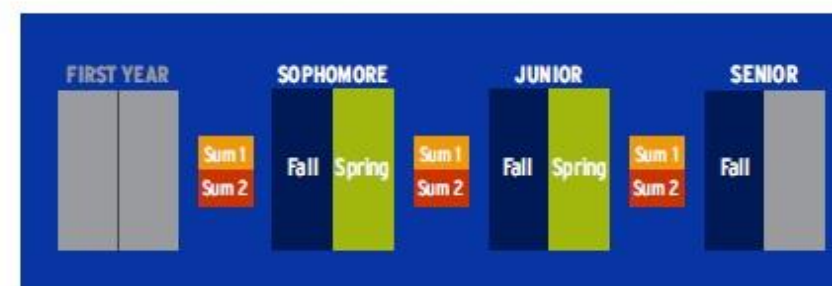 FIRST YEAR
SOPHOMORE
JUNIOR
SENIOR
Sum 1
Sum 2
Fall
Spring
Sum 1
Sum 2
Fall
Spring
Sum 1
Sum 2
Fall